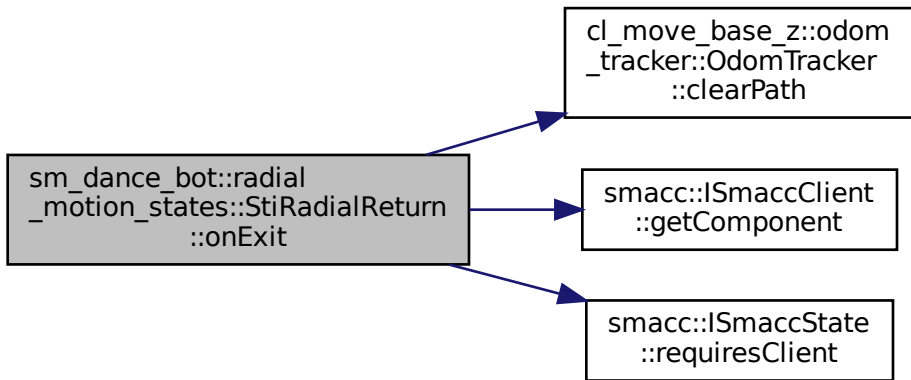 sm_dance_bot::radial
_motion_states::StiRadialReturn
::onExit
cl_move_base_z::odom
_tracker::OdomTracker
::clearPath
smacc::ISmaccClient
::getComponent
smacc::ISmaccState
::requiresClient